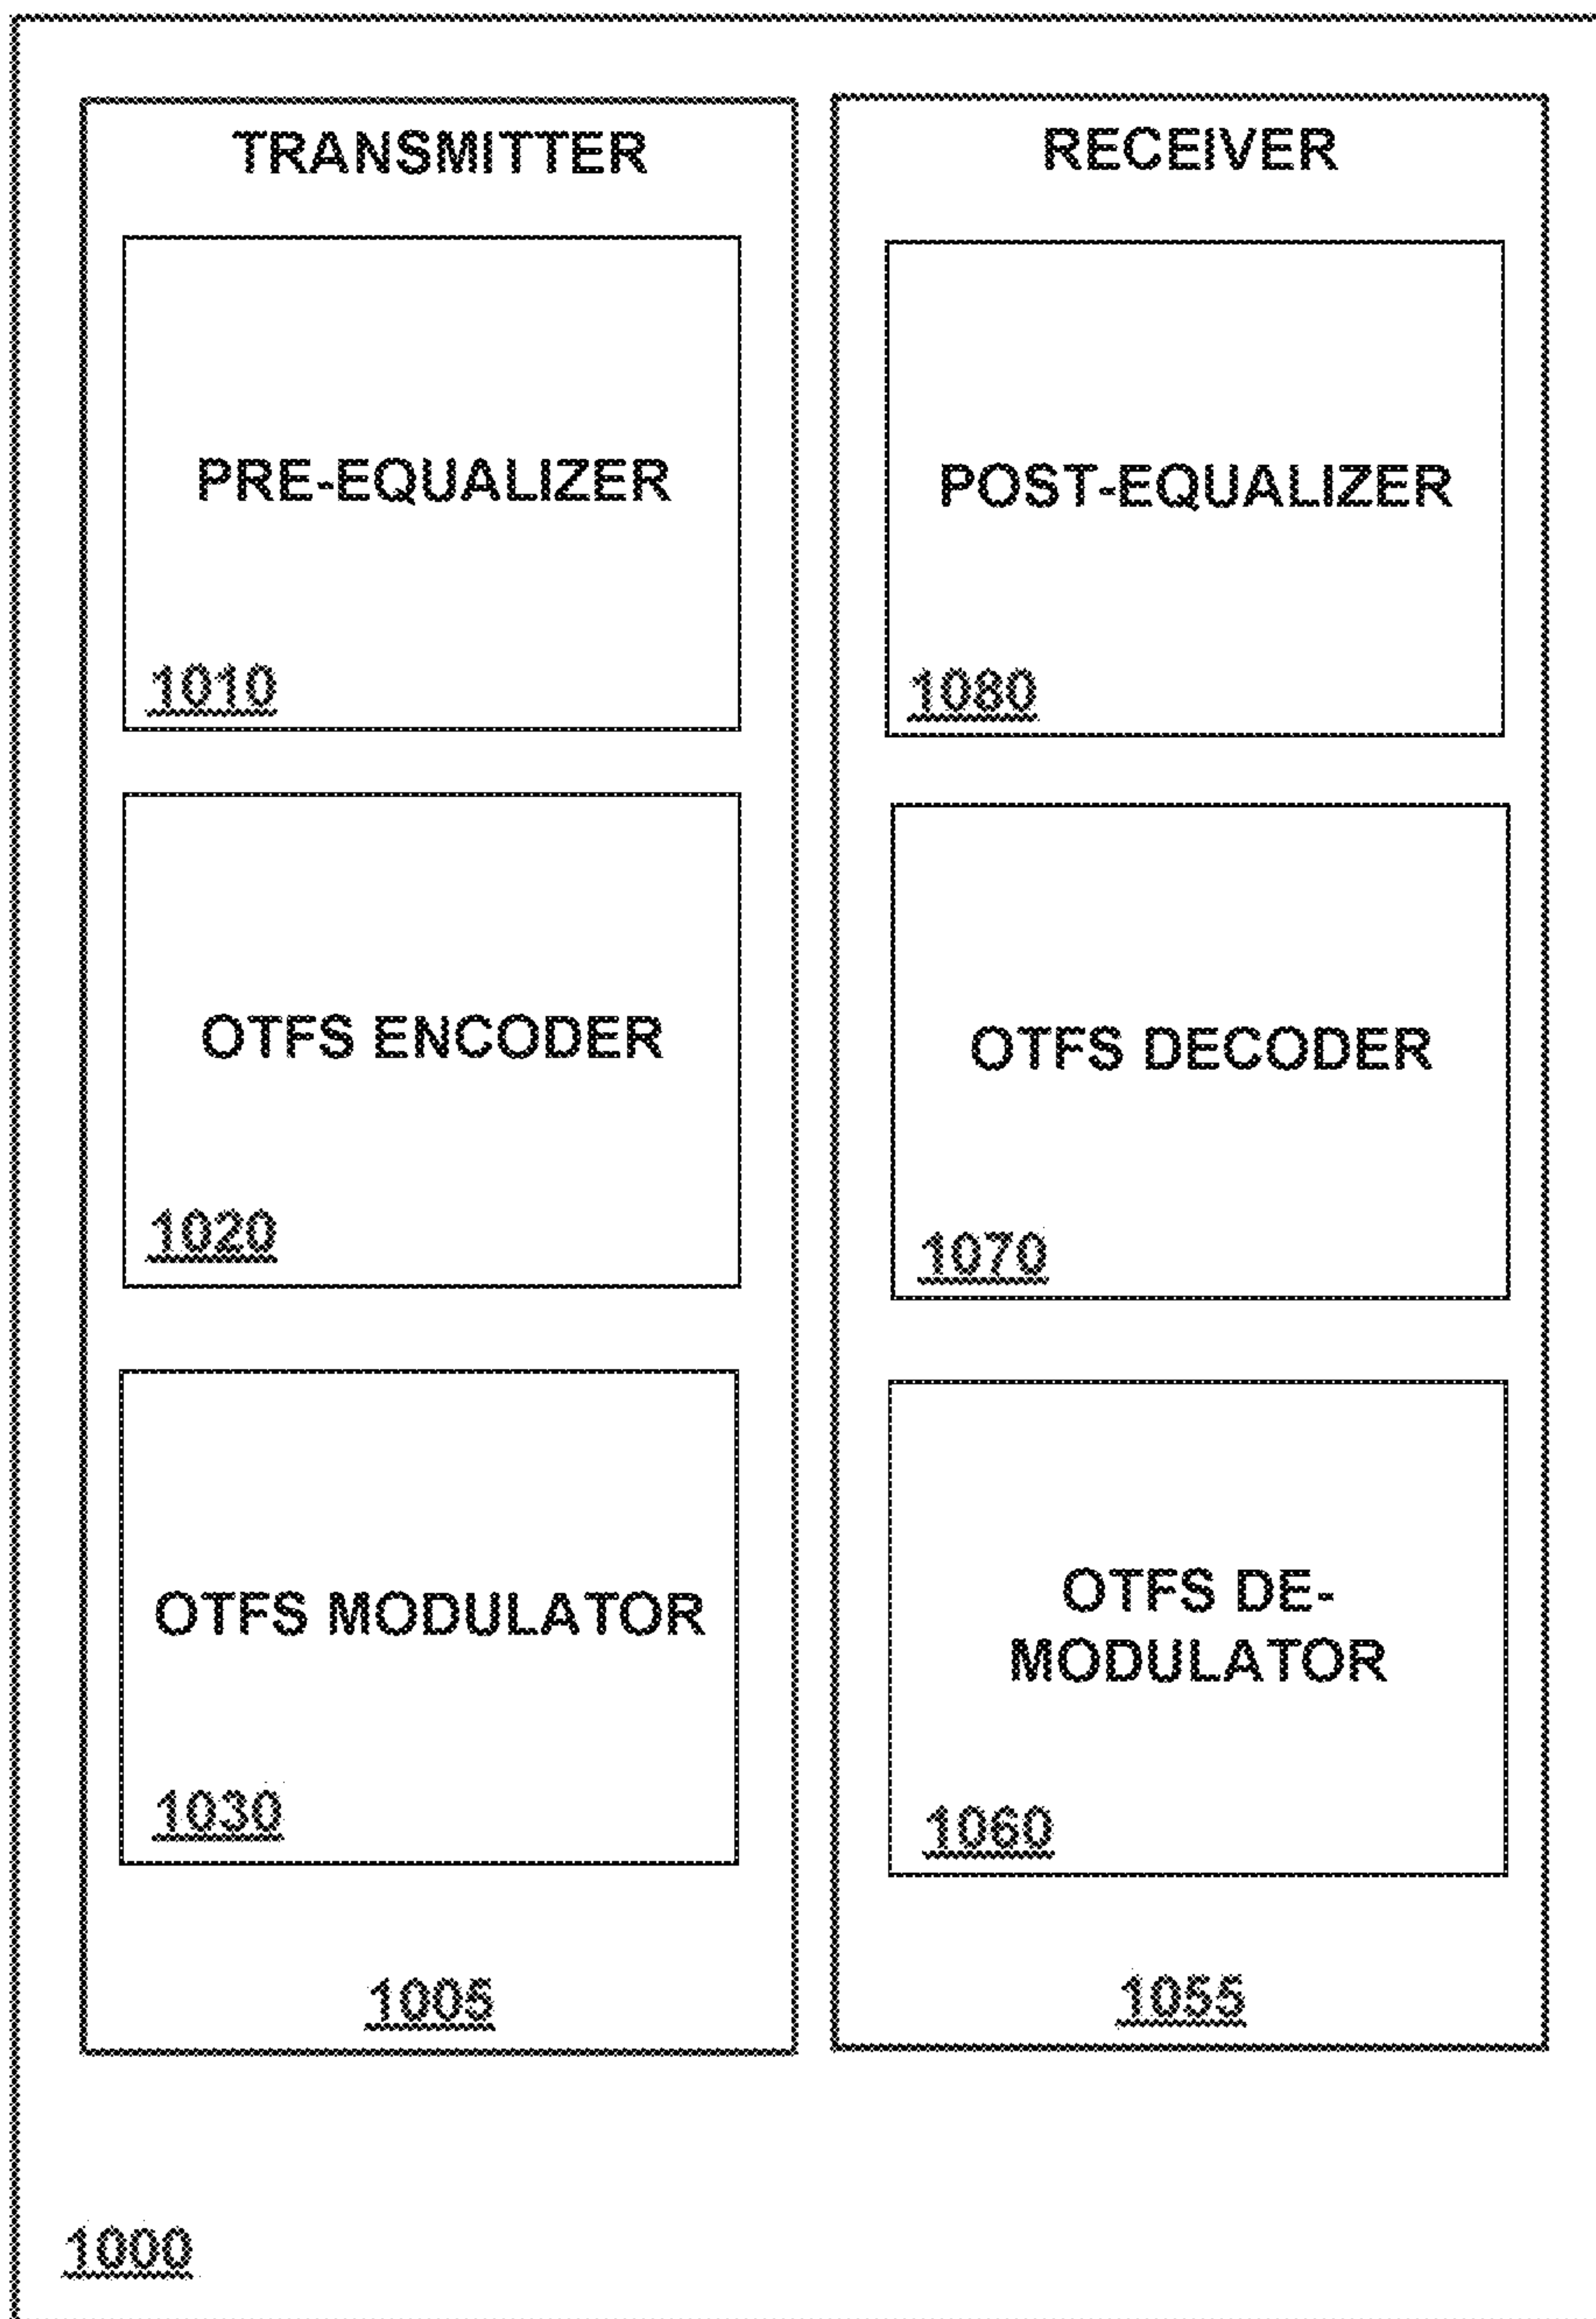 TRANSMITTER
PRE-EQUALIZER
1010
OTFS ENCODER
1020
OTFS MODULATOR
1030
1005
RECEIVER
POST-EQUALIZER
1080
OTFS DECODER
1070
OTFS DE-
MODULATOR
1060
1055
1000